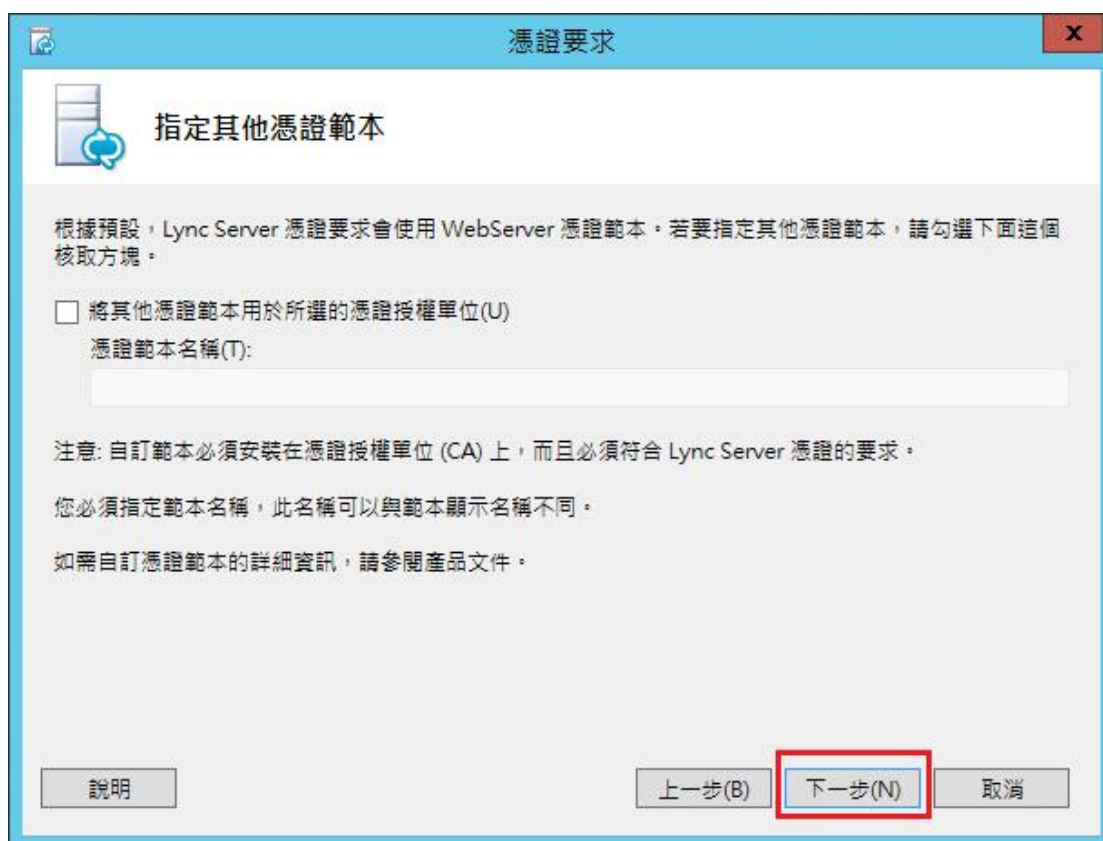 憑證要求
指定其他憑證範本
根據預設，Lync Server 憑證要求會使用 WebServer 憑證範本。若要指定其他憑證範本，請勾選下面這個
核取方塊。
將其他憑證範本用於所選的憑證授權單位(U)
憑證範本名稱(T):
注意: 自訂範本必須安裝在憑證授權單位 (CA) 上，而且必須符合 Lync Server 憑證的要求。
您必須指定範本名稱，此名稱可以與範本顯示名稱不同。
如需自訂憑證範本的詳細資訊，請參閱產品文件。
說明 上一步(B) 下一步(N) 取消